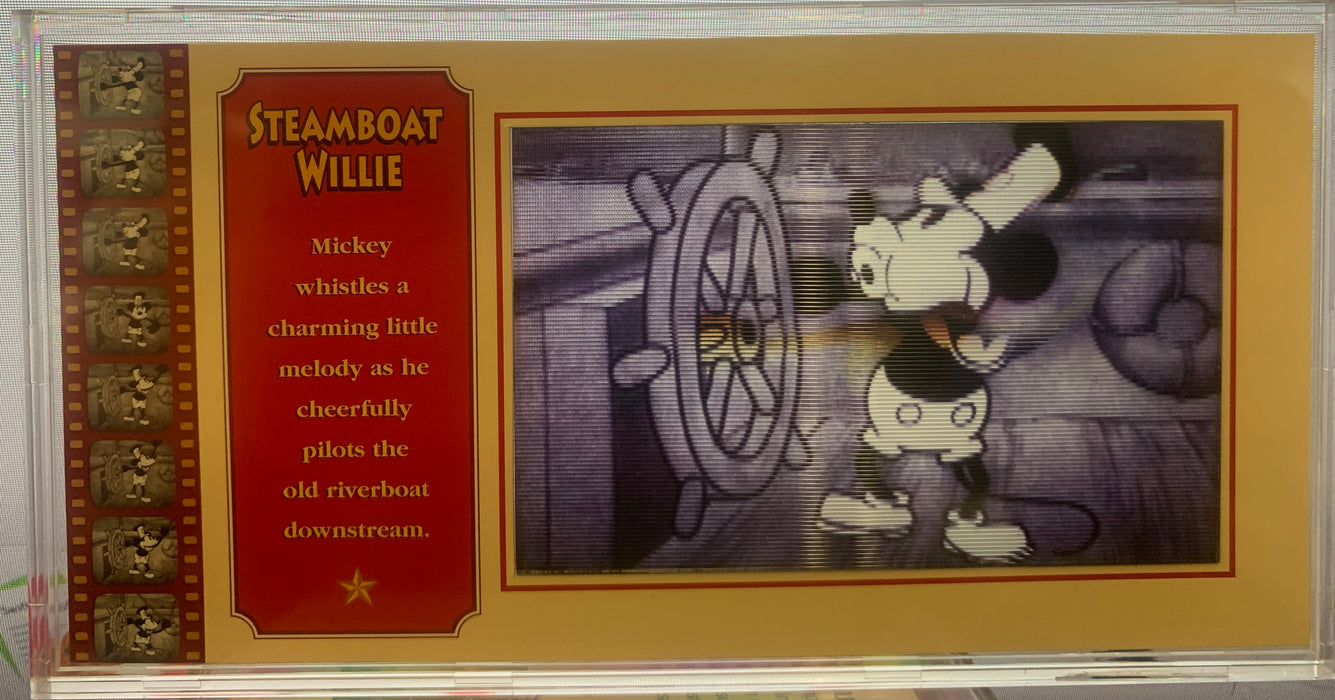 STEAMBOAT
WILLIE
Mickey
whistles a
charming little
melody as he
cheerfully
pilots the
old riverboat
downstream.